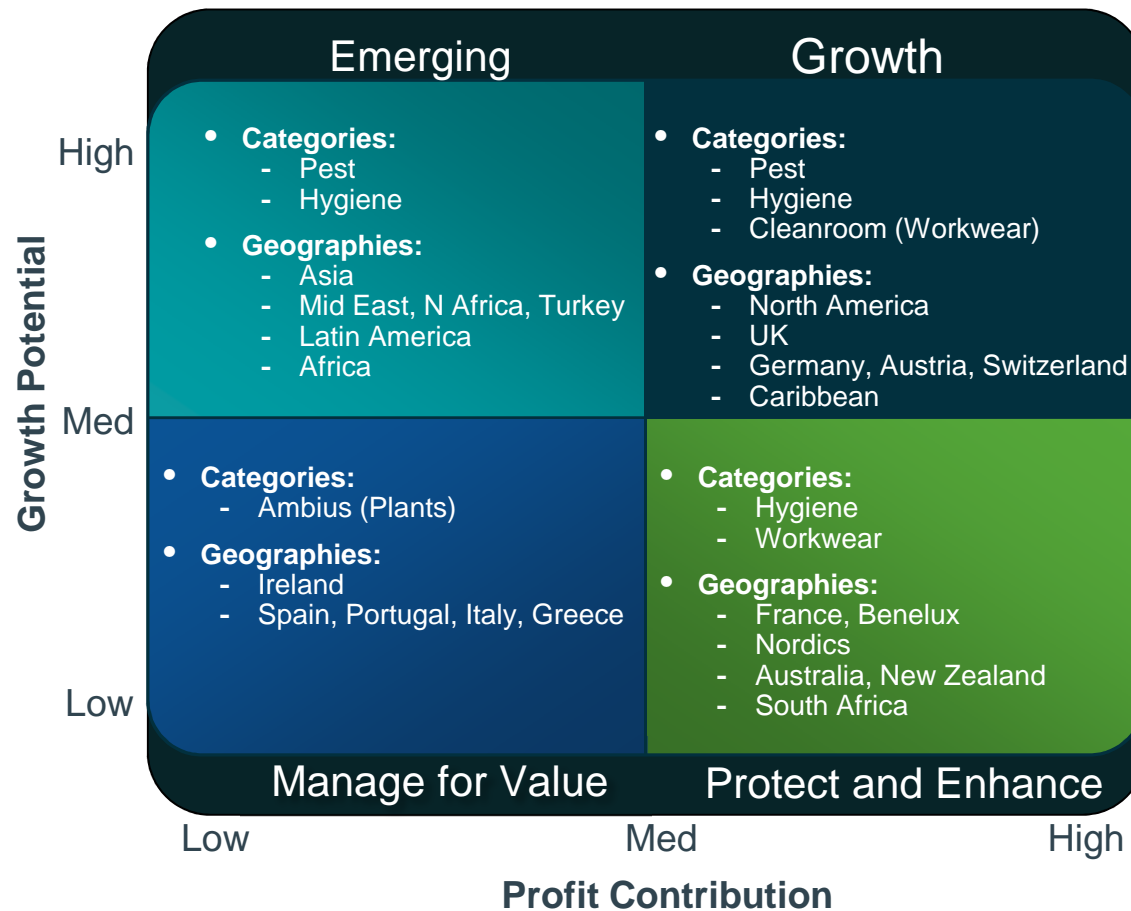 Emerging
Growth
High
Growth Potential
Med
Low
• Categories:
- Pest
- Hygiene
• Geographies:
- Asia
- Mid East, N Africa, Turkey
- Latin America
- Africa
• Categories:
- Pest
- Hygiene
- Cleanroom (Workwear)
• Geographies:
- North America
- UK
- Germany, Austria, Switzerland
- Caribbean
• Categories:
- Ambius (Plants)
• Geographies:
- Ireland
- Spain, Portugal, Italy, Greece
• Categories:
- Hygiene
- Workwear
• Geographies:
- France, Benelux
- Nordics
- Australia, New Zealand
- South Africa
Manage for Value
Protect and Enhance
Low
Med
High
Profit Contribution